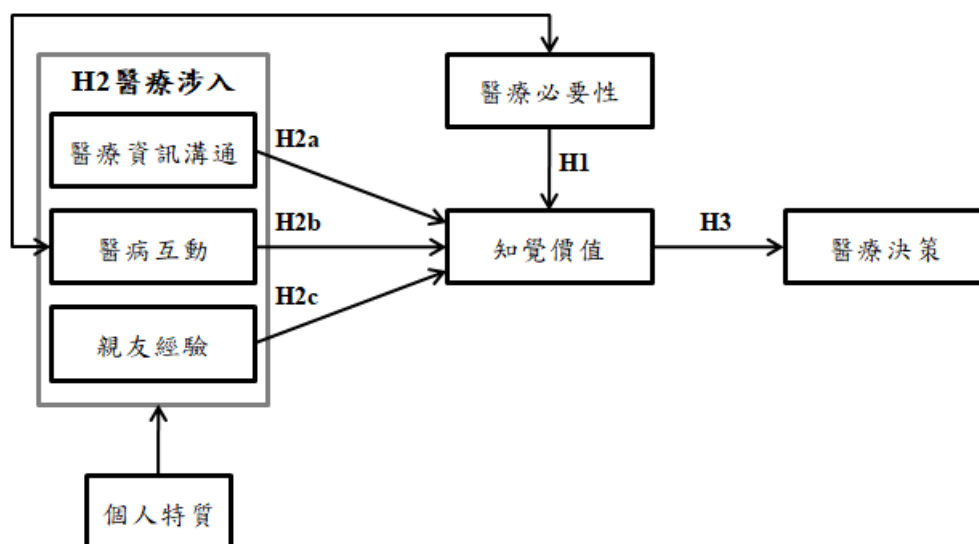 H2醫療涉入
醫療必要性
醫療資訊溝通
H2a
H1
醫病互動
H2b
知覺價值
H3
醫療決策
H2c
親友經驗
個人特質